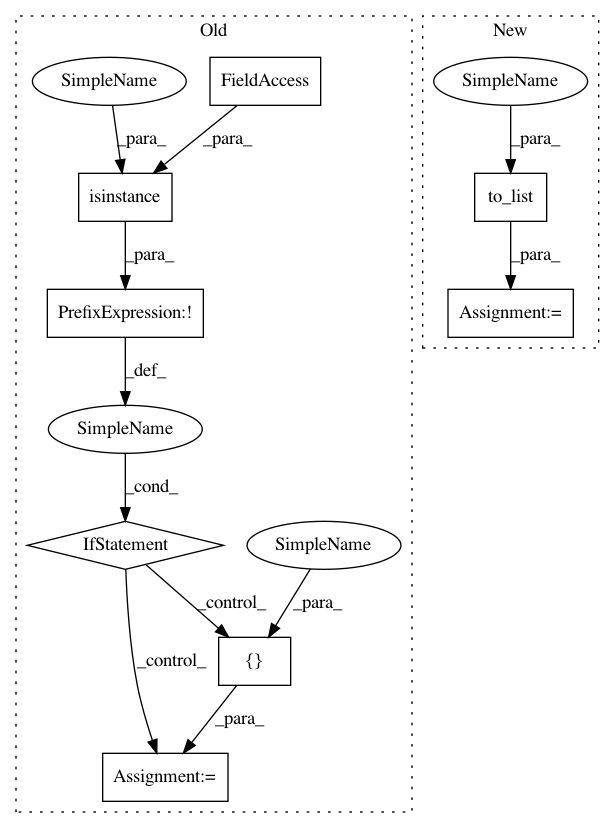 Old
New
SimpleName
FieldAccess
SimpleName
_para_
_para_
_para_
isinstance
to_list
_para_
_para_
PrefixExpression:!
Assignment:=
_def_
SimpleName
_cond_
IfStatement
SimpleName
_control_
_para_
_control_
{}
_para_
Assignment:=